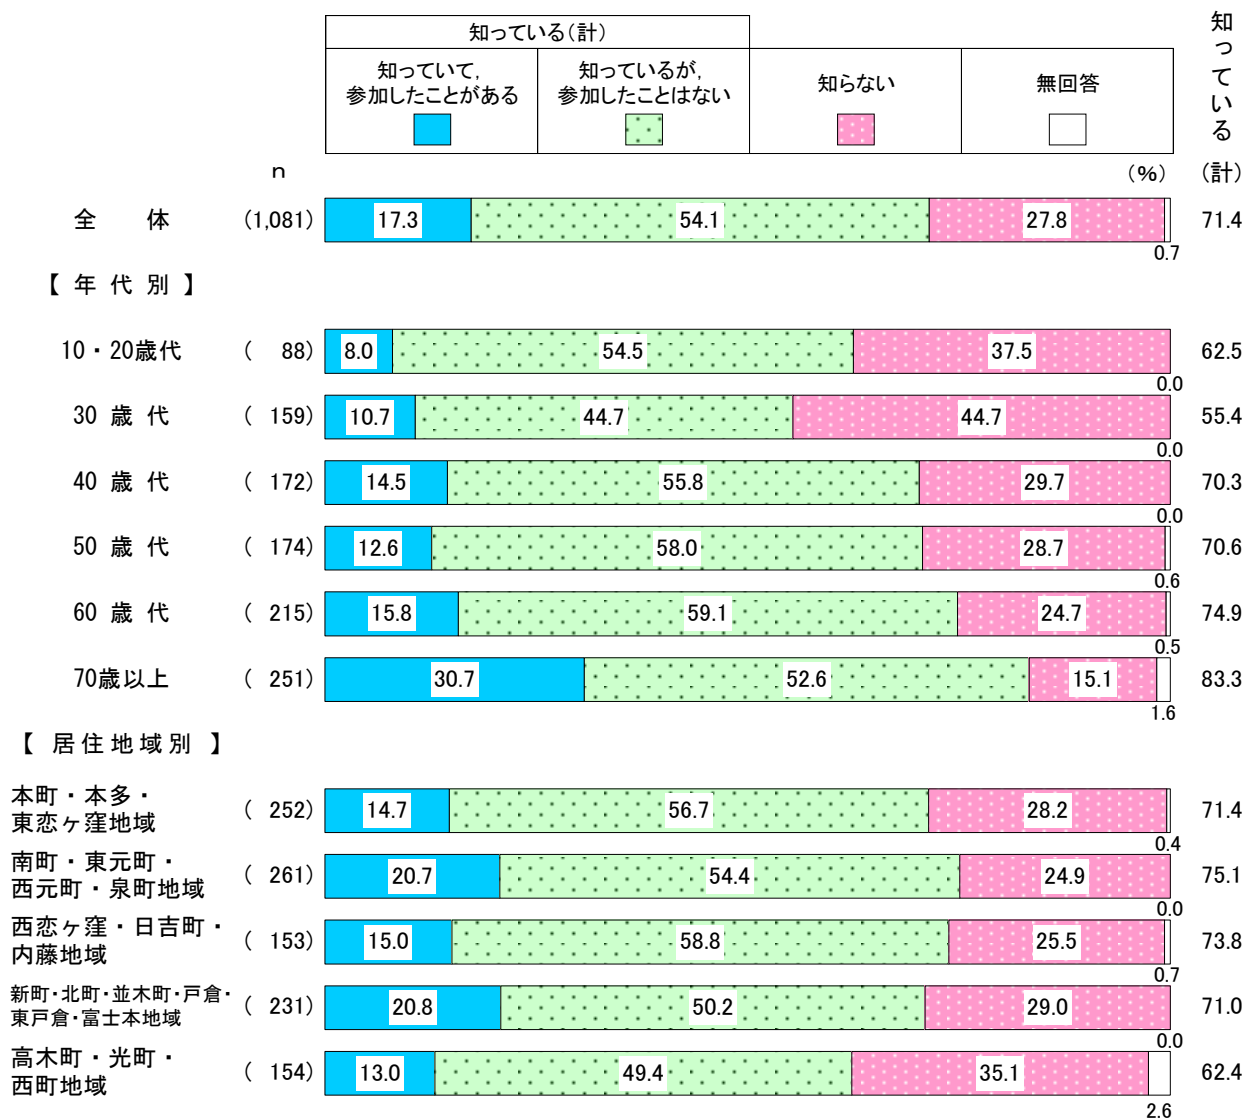 知っている(計)
知っていて,
参加したことがある
知っているが,
参加したことはない
知らない
無回答
知っている
(計)
n
(%)
全 体 (1,081) 17.3 54.1 27.8 0.7 71.4
【 年 代 別 】
10・20歳代 ( 88) 8.0 54.5 37.5 0.0 62.5
30 歳 代 ( 159) 10.7 44.7 44.7 0.0 55.4
40 歳 代 ( 172) 14.5 55.8 29.7 0.0 70.3
50 歳 代 ( 174) 12.6 58.0 28.7 0.6 70.6
60 歳 代 ( 215) 15.8 59.1 24.7 0.5 74.9
70歳以上 ( 251) 30.7 52.6 15.1 1.6 83.3
【 居住地域別 】
本町・本多・
東恋ヶ窪地域 ( 252) 14.7 56.7 28.2 0.4 71.4
南町・東元町・
西元町・泉町地域 ( 261) 20.7 54.4 24.9 0.0 75.1
西恋ヶ窪・日吉町・
内藤地域 ( 153) 15.0 58.8 25.5 0.7 73.8
新町・北町・並木町・戸倉・
東戸倉・富士本地域 ( 231) 20.8 50.2 29.0 0.0 71.0
高木町・光町・
西町地域 ( 154) 13.0 49.4 35.1 2.6 62.4